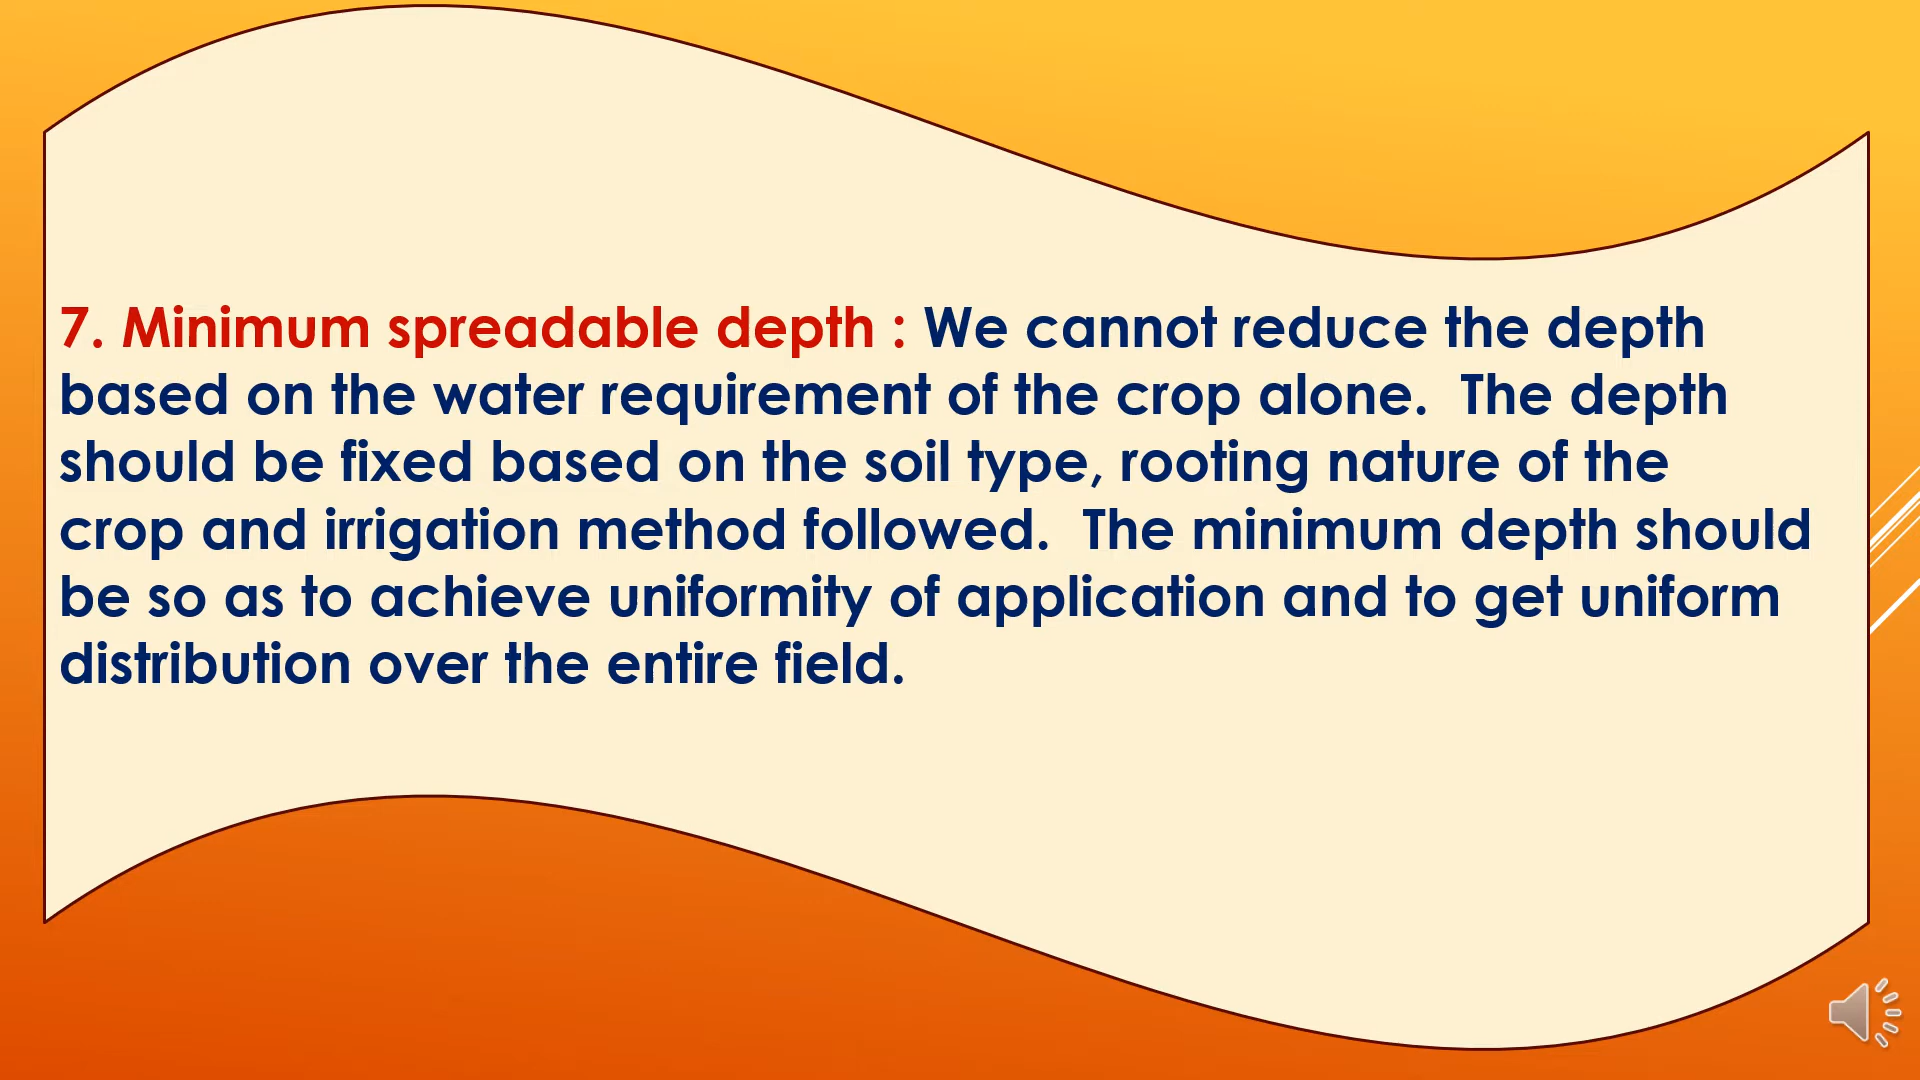 7. Minimum spreadable depth : We cannot reduce the depth
based on the water requirement of the crop alone.  The depth
should be fixed based on the soil type, rooting nature of the
crop and irrigation method followed.  The minimum depth should
be so as to achieve uniformity of application and to get uniform
distribution over the entire field.